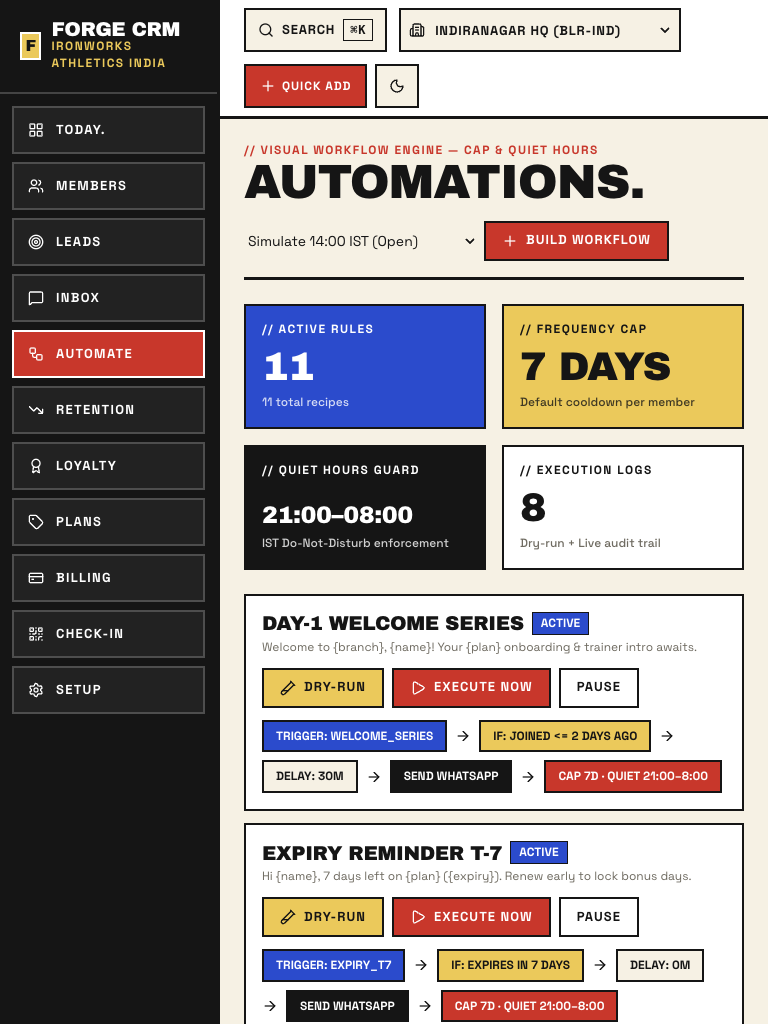 F
FORGE CRM
IRONWORKS
ATHLETICS INDIA
TODAY.
MEMBERS
LEADS
INBOX
AUTOMATE
RETENTION
LOYALTY
PLANS
BILLING
CHECK-IN
SETUP
SEARCH ⌘K
INDIRANAGAR HQ (BLR-IND)
QUICK ADD
// VISUAL WORKFLOW ENGINE — CAP & QUIET HOURS
AUTOMATIONS.
Simulate 14:00 IST (Open)
BUILD WORKFLOW
// ACTIVE RULES
11
11 total recipes
// FREQUENCY CAP
7 DAYS
Default cooldown per member
// QUIET HOURS GUARD
21:00–08:00
IST Do-Not-Disturb enforcement
// EXECUTION LOGS
8
Dry-run + Live audit trail
DAY-1 WELCOME SERIES ACTIVE
Welcome to {branch}, {name}! Your {plan} onboarding & trainer intro awaits.
DRY-RUN EXECUTE NOW PAUSE
TRIGGER: WELCOME_SERIES → IF: JOINED <= 2 DAYS AGO →
DELAY: 30M → SEND WHATSAPP → CAP 7D · QUIET 21:00–8:00
EXPIRY REMINDER T-7 ACTIVE
Hi {name}, 7 days left on {plan} ({expiry}). Renew early to lock bonus days.
DRY-RUN EXECUTE NOW PAUSE
TRIGGER: EXPIRY_T7 → IF: EXPIRES IN 7 DAYS → DELAY: 0M
→ SEND WHATSAPP → CAP 7D · QUIET 21:00–8:00